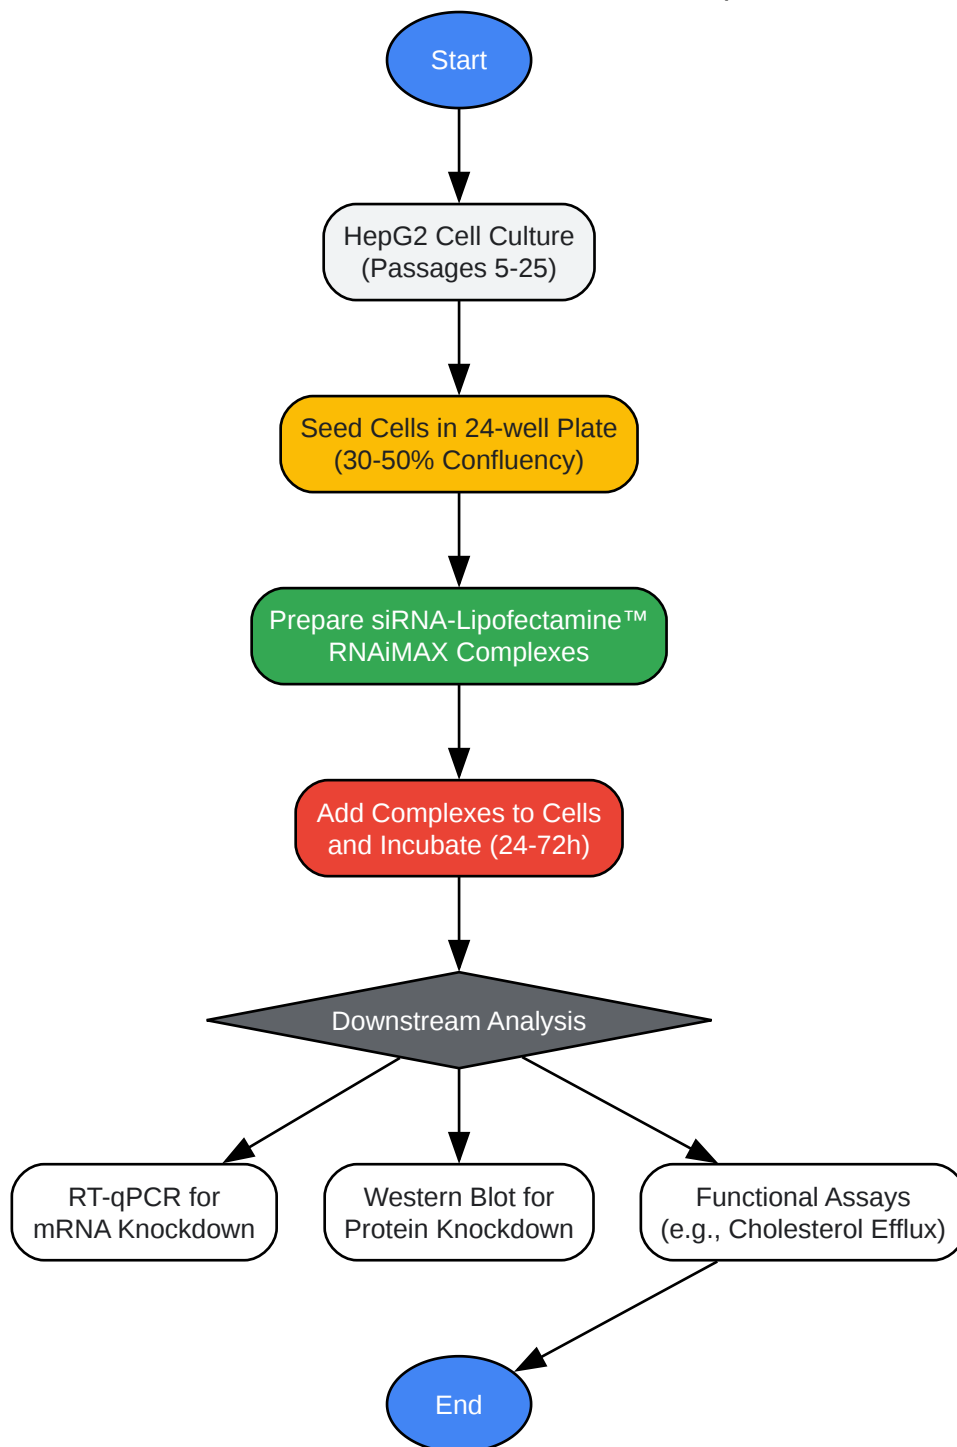 Start
HepG2 Cell Culture
(Passages 5-25)
Seed Cells in 24-well Plate
(30-50% Confluency)
Prepare siRNA-Lipofectamine™
RNAiMAX Complexes
Add Complexes to Cells
and Incubate (24-72h)
Downstream Analysis
RT-qPCR for
mRNA Knockdown
Western Blot for
Protein Knockdown
Functional Assays
(e.g., Cholesterol Efflux)
End